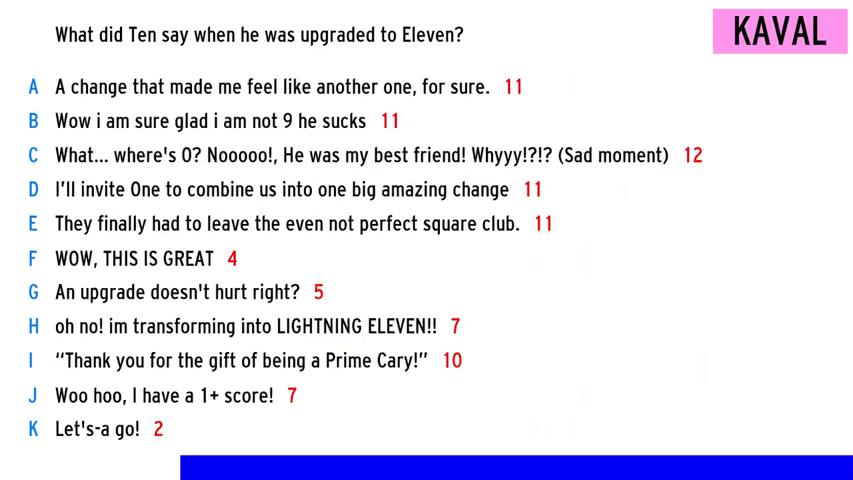 What did Ten say when he was upgraded to Eleven?
KAVAL
A A change that made me feel like another one, for sure. 11
B Wow i am sure glad i am not 9 he sucks 11
C What... where's 0? Nooooo!, He was my best friend! Whyyy!?!? (Sad moment) 12
D I'll invite One to combine us into one big amazing change 11
E They finally had to leave the even not perfect square club. 11
F WOW, THIS IS GREAT 4
G An upgrade doesn't hurt right? 5
H oh no! im transforming into LIGHTNING ELEVEN!! 7
I “Thank you for the gift of being a Prime Cary!” 10
J Woo hoo, I have a 1+ score! 7
K Let's-a go! 2